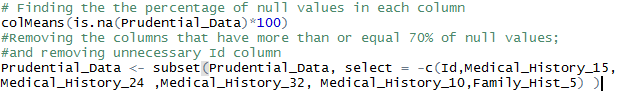 # Finding the the percentage of null values in each column
colMeans(is.na(Prudential_Data)*100)
#Removing the columns that have more than or equal 70% of null values;
#and removing unnecessary Id column
Prudential_Data <- subset(Prudential_Data, select = -c(Id,Medical_History_15,
Medical_History_24 ,Medical_History_32, Medical_History_10,Family_Hist_5) )